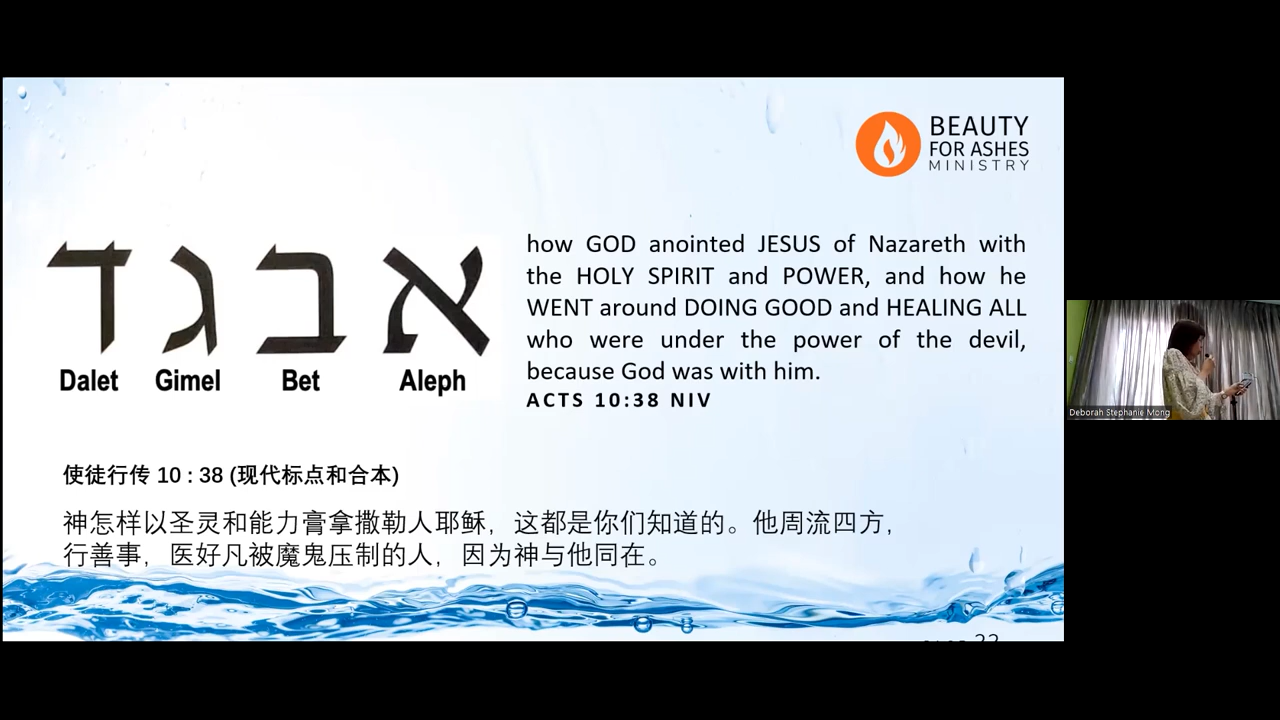 BEAUTY
FOR ASHES
MINISTRY
ד ג ב א
Dalet Gimel Bet Aleph
how GOD anointed JESUS of Nazareth with
the HOLY SPIRIT and POWER, and how he
WENT around DOING GOOD and HEALING ALL
who were under the power of the devil,
because God was with him.
ACTS 10:38 NIV
使徒行传 10 : 38 (现代标点和合本)
神怎样以圣灵和能力膏拿撒勒人耶稣，这都是你们知道的。他周流四方，
行善事，医好凡被魔鬼压制的人，因为神与他同在。
Deborah Stephanie Mong